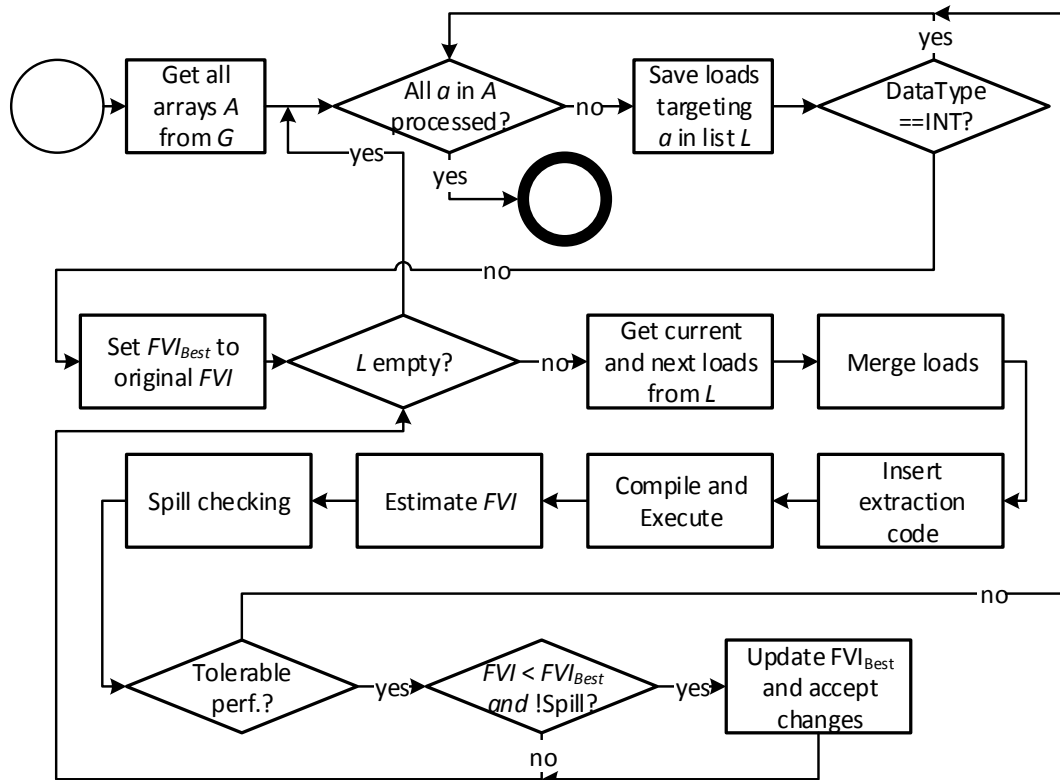 yes
yes
Get all
arrays A
from G
All a in A
processed?
no
Save loads
targeting
a in list L
DataType
==INT?
yes
yes
no
Set FVIBest to
original FVI
L empty?
no
Get current
and next loads
from L
Merge loads
Spill checking
Estimate FVI
Compile and
Execute
Insert
extraction
code
no
Tolerable
perf.?
yes
FVI < FVIBest
and !Spill?
yes
Update FVIBest
and accept
changes
no